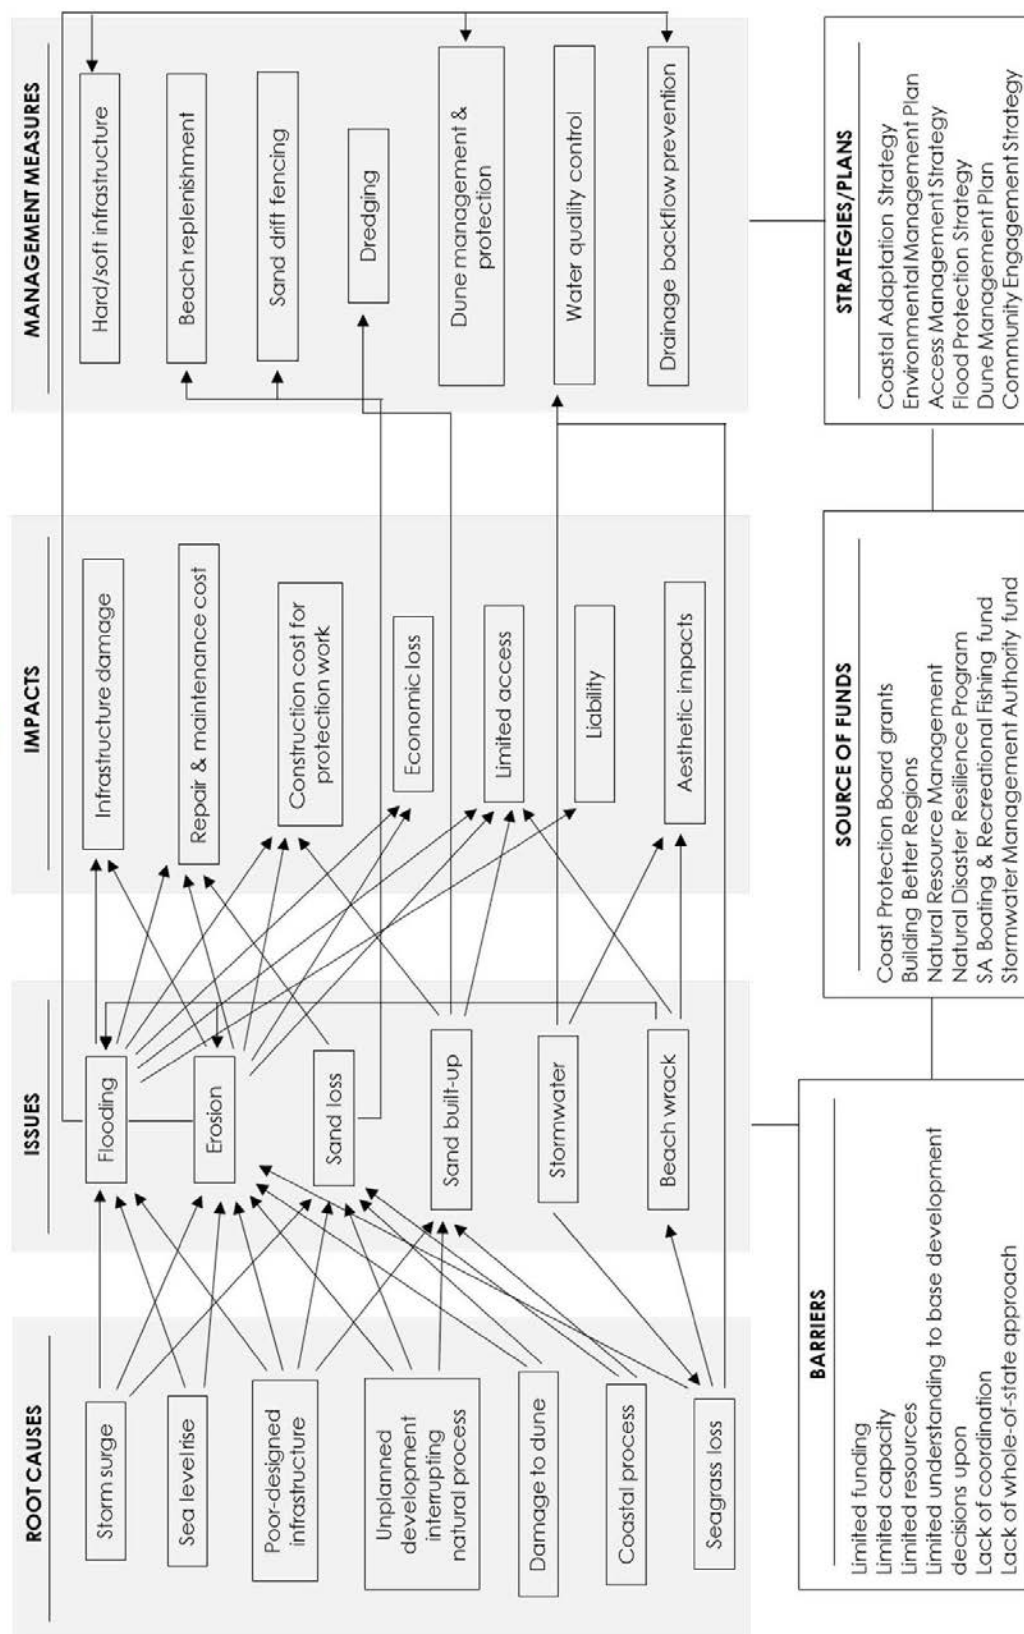 ROOT CAUSES
Storm surge
Sea level rise
Poor-designed
infrastructure
Unplanned
development
interrupting
natural process
Damage to dune
Coastal process
Seagrass loss
ISSUES
Flooding
Erosion
Sand loss
Sand built-up
Stormwater
Beach wrack
IMPACTS
Infrastructure damage
Repair & maintenance cost
Construction cost for
protection work
Economic loss
Limited access
Liability
Aesthetic impacts
MANAGEMENT MEASURES
Hard/soft infrastructure
Beach replenishment
Sand drift fencing
Dredging
Dune management &
protection
Water quality control
Drainage backflow prevention
BARRIERS
Limited funding
Limited capacity
Limited resources
Limited understanding to base development
decisions upon
Lack of coordination
Lack of whole-of-state approach
SOURCE OF FUNDS
Coast Protection Board grants
Building Better Regions
Natural Resource Management
Natural Disaster Resilience Program
SA Boating & Recreational Fishing fund
Stormwater Management Authority fund
STRATEGIES/PLANS
Coastal Adaptation Strategy
Environmental Management Plan
Access Management Strategy
Flood Protection Strategy
Dune Management Plan
Community Engagement Strategy